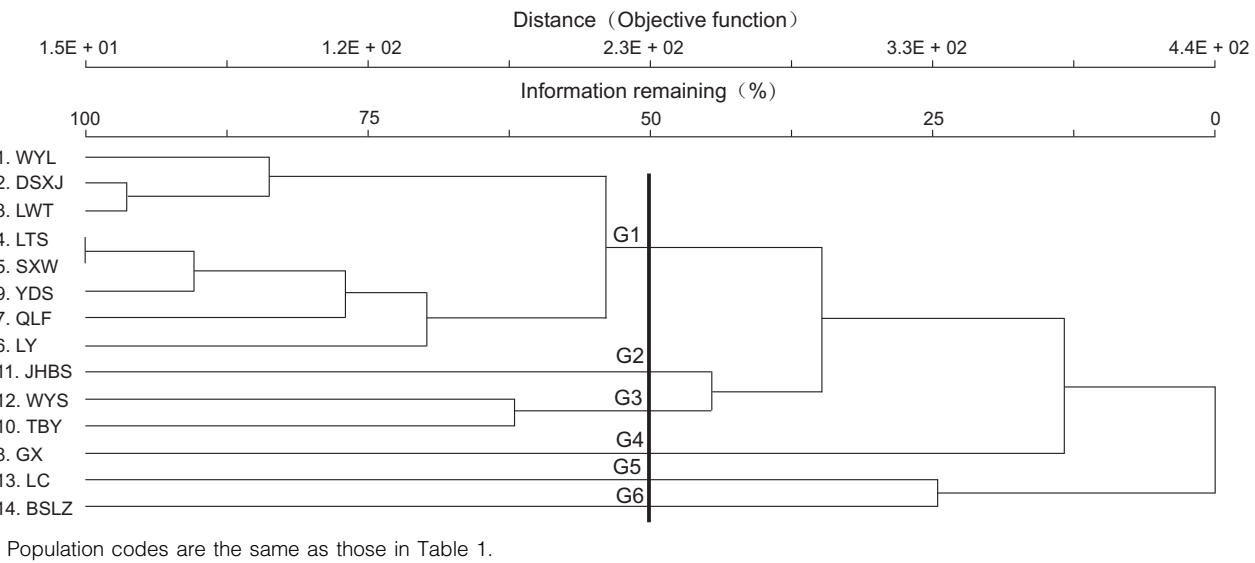 Distance（Objective function）
1.5E + 01 1.2E + 02 2.3E + 02 3.3E + 02 4.4E + 02
Information remaining（%）
100 75 50 25 0
1. WYL
2. DSXJ
3. LWT
4. LTS
G1
5. SXW
9. YDS
7. QLF
6. LY
G2
11. JHBS
12. WYS
G3
10. TBY
G4
8. GX
G5
13. LC
G6
14. BSLZ
Population codes are the same as those in Table 1.